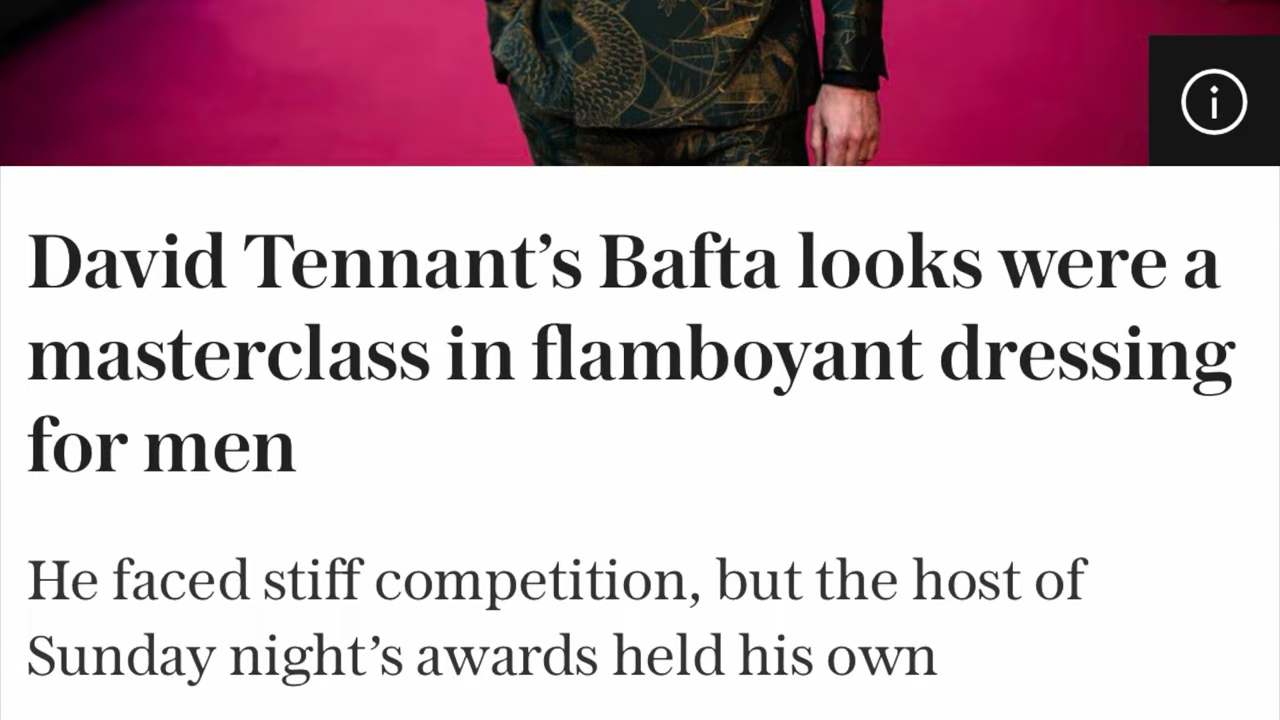 David Tennant’s Bafta looks were a
masterclass in flamboyant dressing
for men
He faced stiff competition, but the host of
Sunday night’s awards held his own